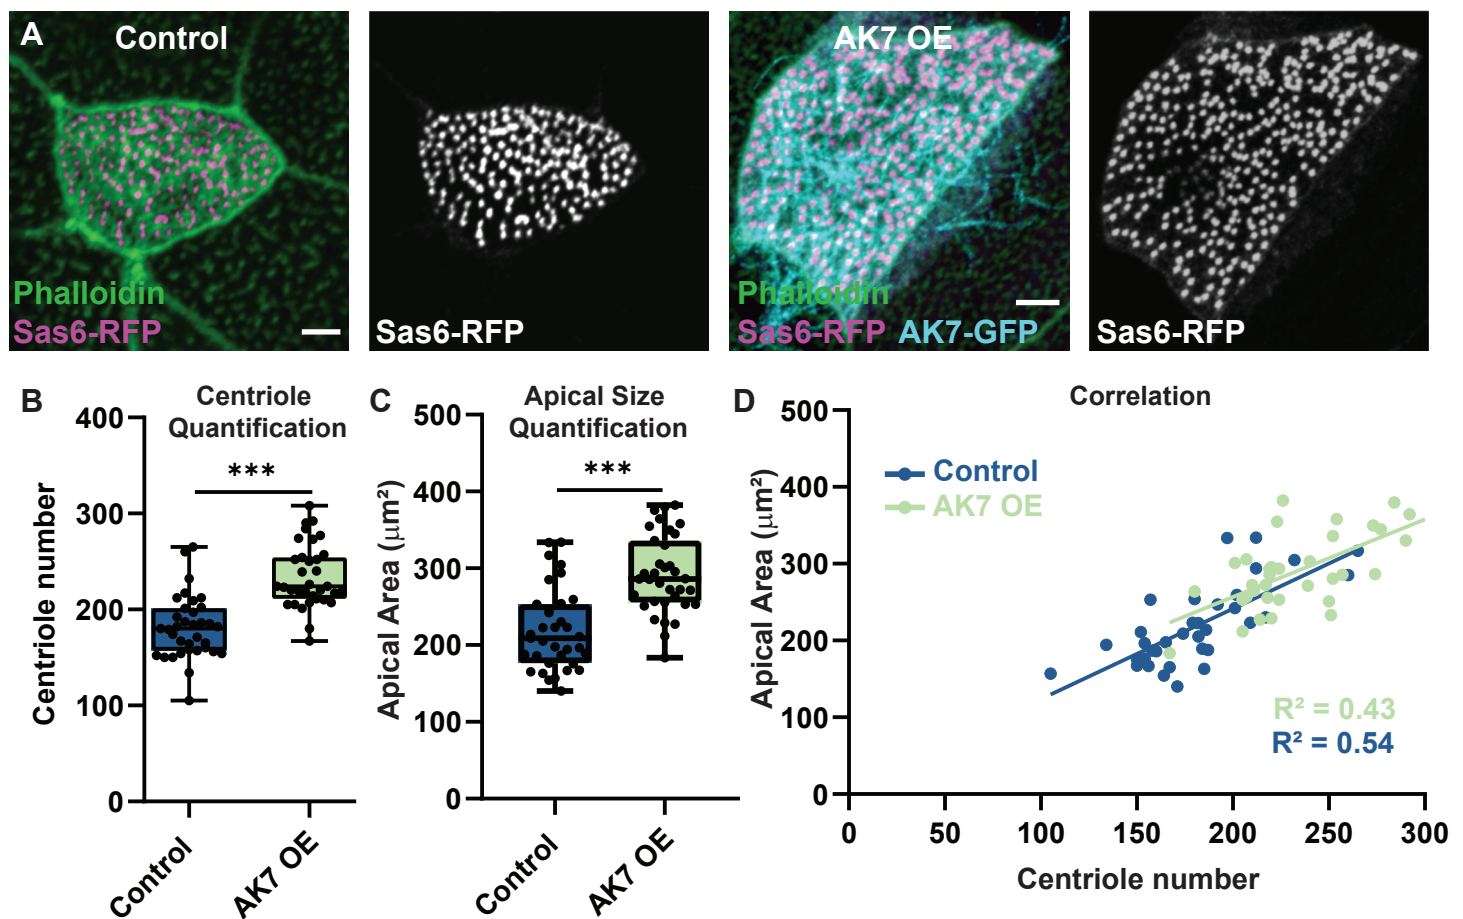 A
Control
Phalloidin
Sas6-RFP
Sas6-RFP
AK7 OE
Phalloidin
Sas6-RFP AK7-GFP
Sas6-RFP
B
Centriole
Quantification
***
Centriole number
400
300
200
100
0
Control
AK7 OE
C
Apical Size
Quantification
***
Apical Area (μm²)
500
400
300
200
100
0
Control
AK7 OE
D
Correlation
Apical Area (μm²)
500
400
300
200
100
0
Control
AK7 OE
R² = 0.43
R² = 0.54
0 50 100 150 200 250 300
Centriole number